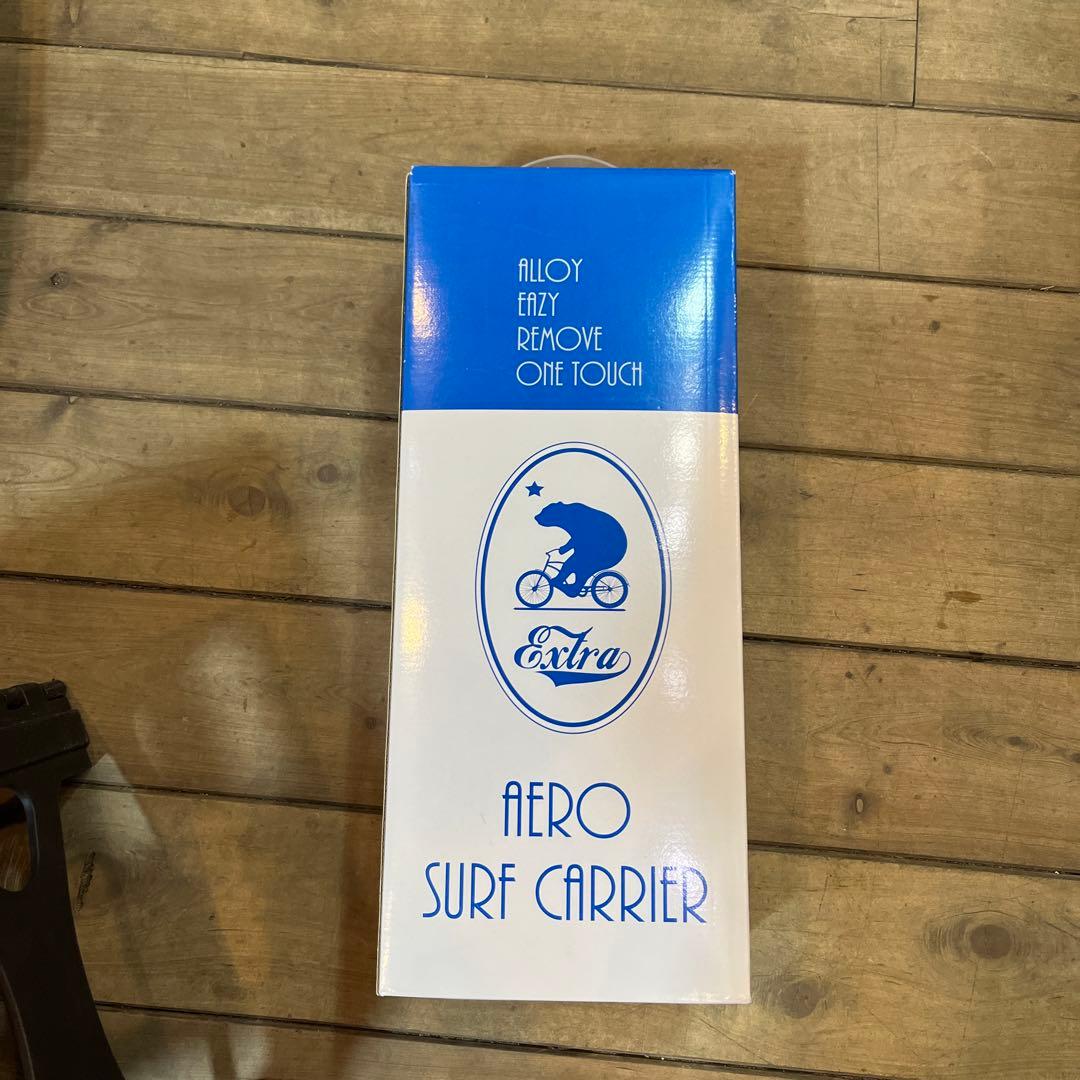 ALLOY
EAZY
REMOVE
ONE TOUCH
Extra
AERO
SURF CARRIER